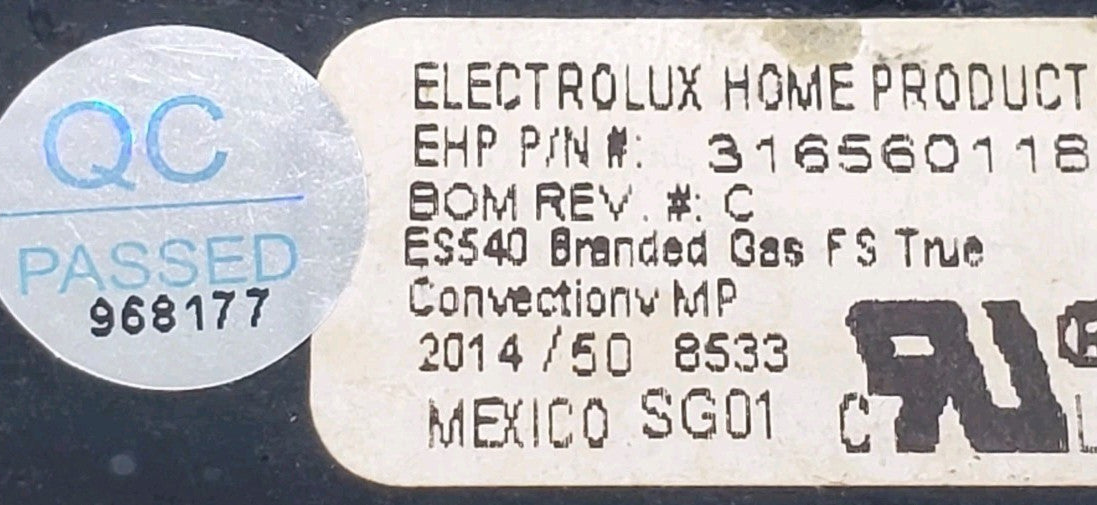 QC
PASSED
968177
ELECTROLUX HOME PRODUCT
EHP P/N #: 316560118
BOM REV. #: C
ES540 Branded Gas FS True
Convectionv MP
2014/50 8533
MEXICO SG01